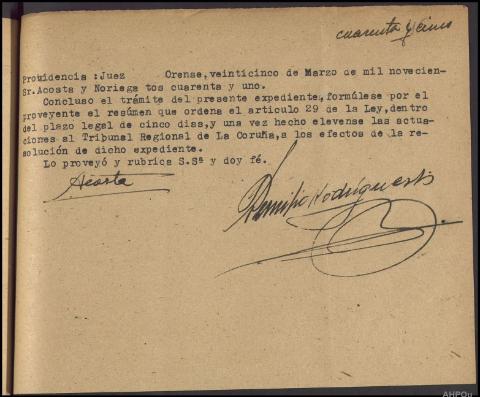 cuarenta y cinco
Providencia :Juez Orense,veinticinco de Marzo de mil novecien-
Sr.Acosta y Noriega tos cuarenta y uno.
Concluso el trámite del presente expediente,formúlese por el
proveyente el resúmen que ordena el articulo 29 de la Ley,dentro
del plazo legal de cinco dias,y una vez hecho elevense las actua-
ciones al Tribunal Regional de La Coruña,a los efectos de la re-
solución de dicho expediente.
Lo proveyó y rubrica S.Sª y doy fé.
Acosta
Rodríguez
AHPOu